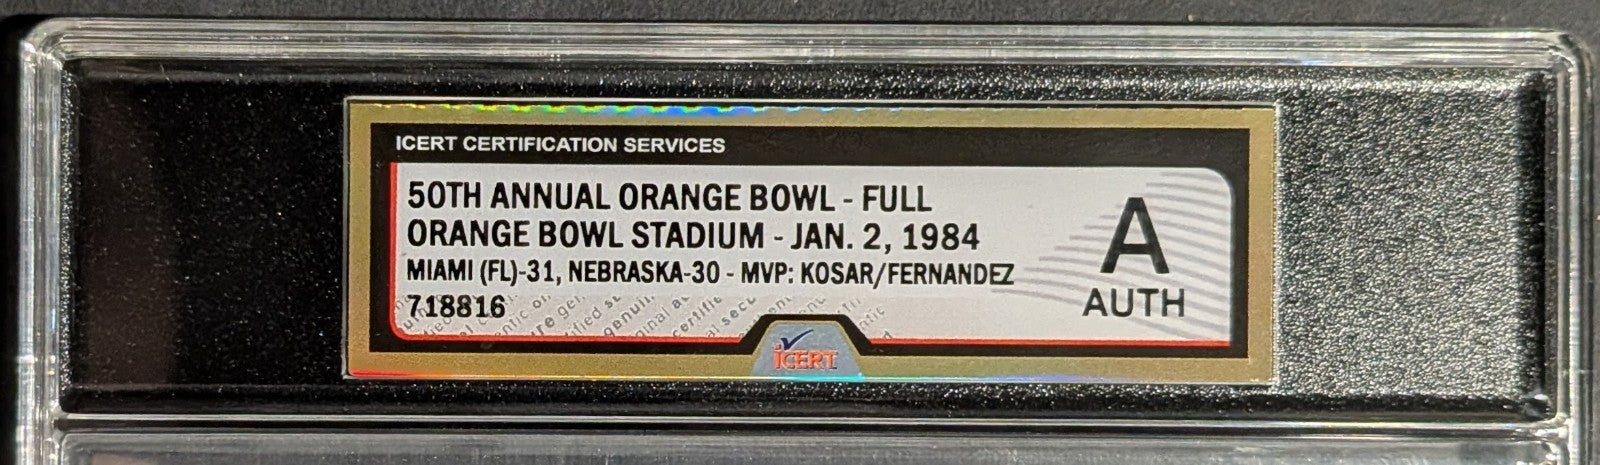 ICERT CERTIFICATION SERVICES
50TH ANNUAL ORANGE BOWL - FULL
ORANGE BOWL STADIUM - JAN. 2, 1984
MIAMI (FL)-31, NEBRASKA-30 - MVP: KOSAR/FERNANDEZ
718816
A
AUTH
iCERT